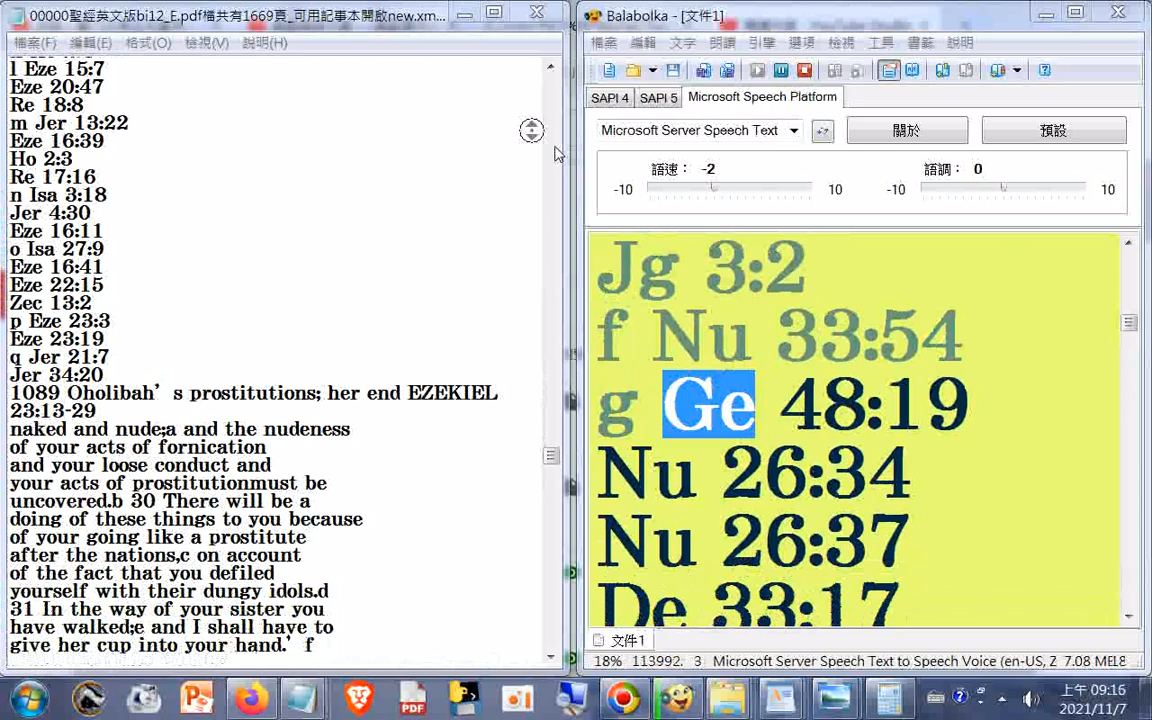 00000聖經英文版bi12_E.pdf檔共有1669頁_可用記事本開啟new.xm...
檔案(F) 編輯(E) 格式(O) 檢視(V) 說明(H)
l Eze 15:7
Eze 20:47
Re 18:8
m Jer 13:22
Eze 16:39
Ho 2:3
Re 17:16
n Isa 3:18
Jer 4:30
Eze 16:11
o Isa 27:9
Eze 16:41
Eze 22:15
Zec 13:2
p Eze 23:3
Eze 23:19
q Jer 21:7
Jer 34:20
1089 Oholibah’s prostitutions; her end EZEKIEL
23:13-29
naked and nude;a and the nudeness
of your acts of fornication
and your loose conduct and
your acts of prostitutionmust be
uncovered.b 30 There will be a
doing of these things to you because
of your going like a prostitute
after the nations,c on account
of the fact that you defiled
yourself with their dungy idols.d
31 In the way of your sister you
have walked;e and I shall have to
give her cup into your hand.’ f
Balabolka - [文件1]
檔案 編輯 文字 朗讀 引擎 選項 檢視 工具 書籤 說明
SAPI 4 SAPI 5 Microsoft Speech Platform
Microsoft Server Speech Text 關於 預設
語速： -2 語調： 0
-10 10 -10 10
Jg 3:2
f Nu 33:54
g Ge 48:19
Nu 26:34
Nu 26:37
De 33:17
文件1
18% 113992. 3 Microsoft Server Speech Text to Speech Voice (en-US, Z 7.08 MEL8
PDF
上午 09:16
2021/11/7